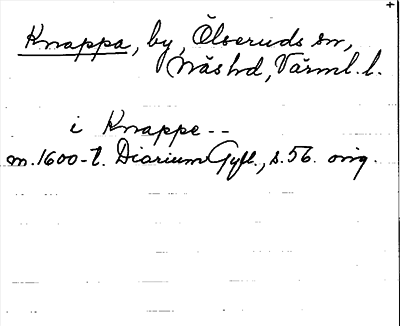 Knappa, by, Ölseruds sn,
Näs hd, Värml. l.
i Knappe--
m. 1600-t. Diarium Gyll., s. 56. orig.